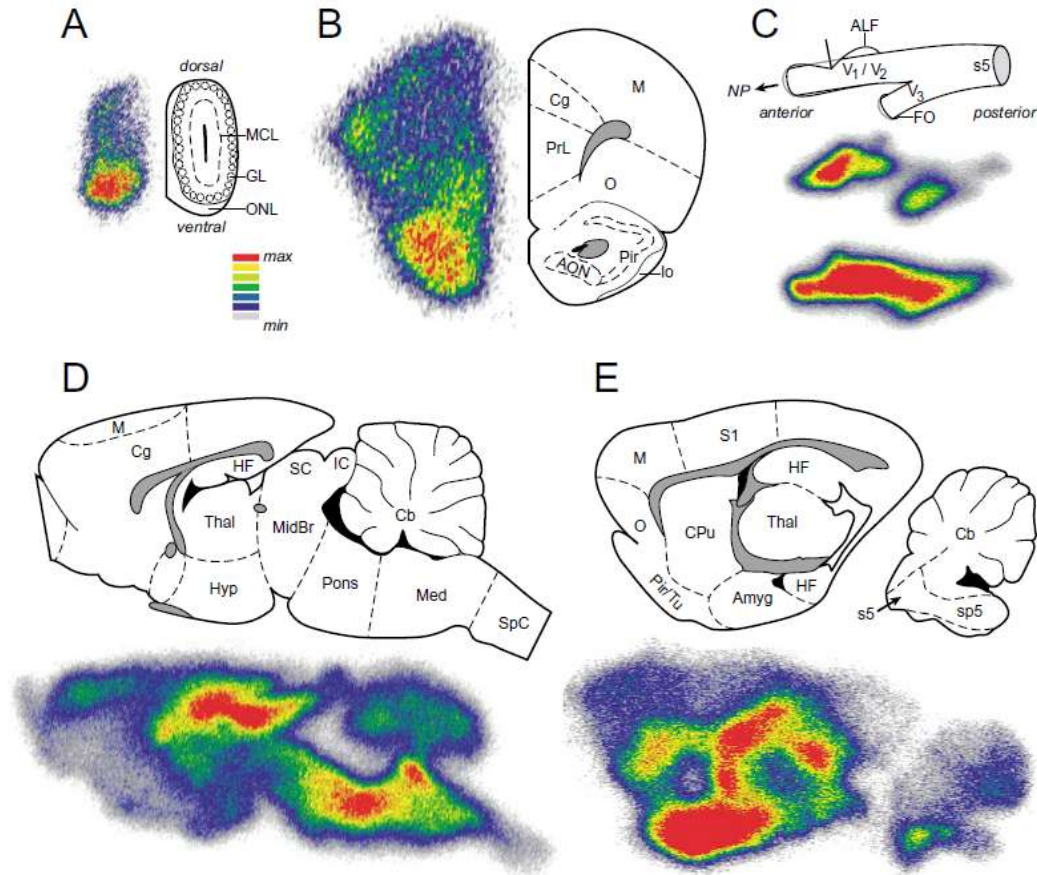 A
dorsal
MCL
GL
ONL
ventral
max
min
B
Cg
M
PrL
O
Pir
AON
lo
C
ALF
V1 / V2
s5
NP
V3
anterior
FO
posterior
D
M
Cg
HF
SC
IC
Thal
MidBr
Cb
Hyp
Pons
Med
SpC
E
S1
M
HF
O
CPu
Thal
Cb
Pir/Tu
Amyg
HF
s5
sp5